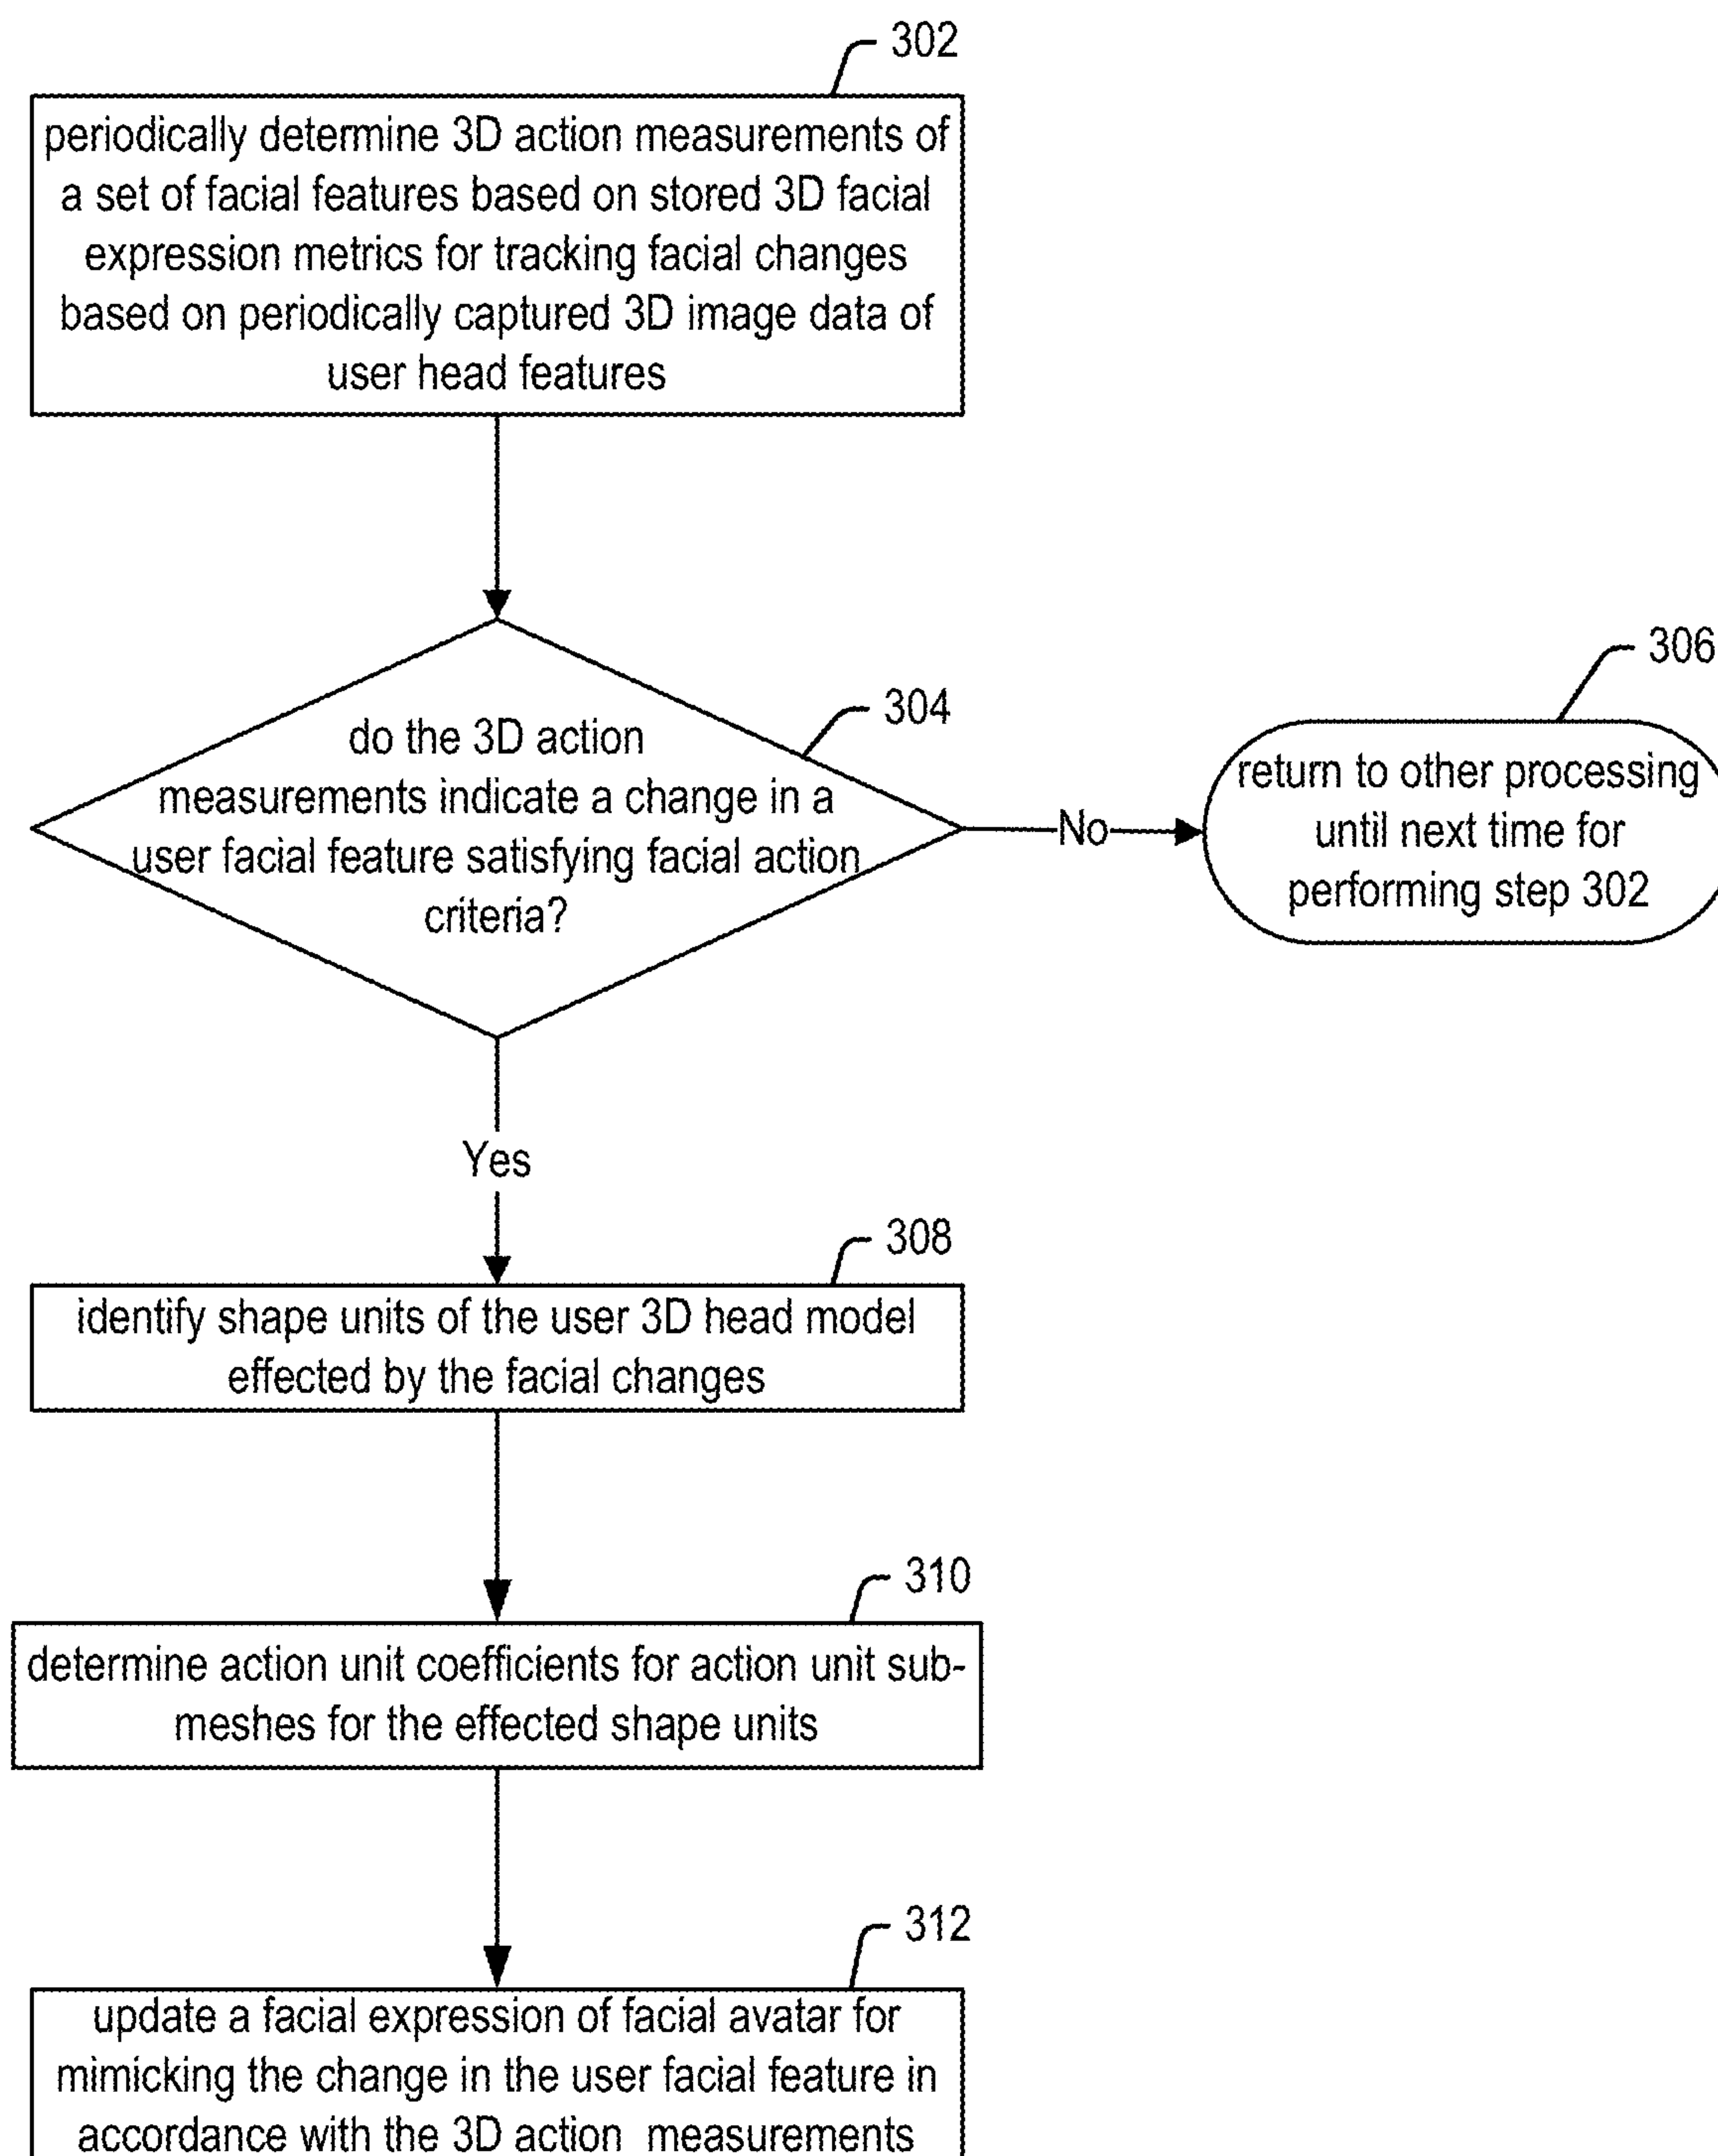 302
periodically determine 3D action measurements of
a set of facial features based on stored 3D facial
expression metrics for tracking facial changes
based on periodically captured 3D image data of
user head features
304
do the 3D action
measurements indicate a change in a
user facial feature satisfying facial action
criteria?
No
306
return to other processing
until next time for
performing step 302
Yes
308
identify shape units of the user 3D head model
effected by the facial changes
310
determine action unit coefficients for action unit sub-
meshes for the effected shape units
312
update a facial expression of facial avatar for
mimicking the change in the user facial feature in
accordance with the 3D action measurements